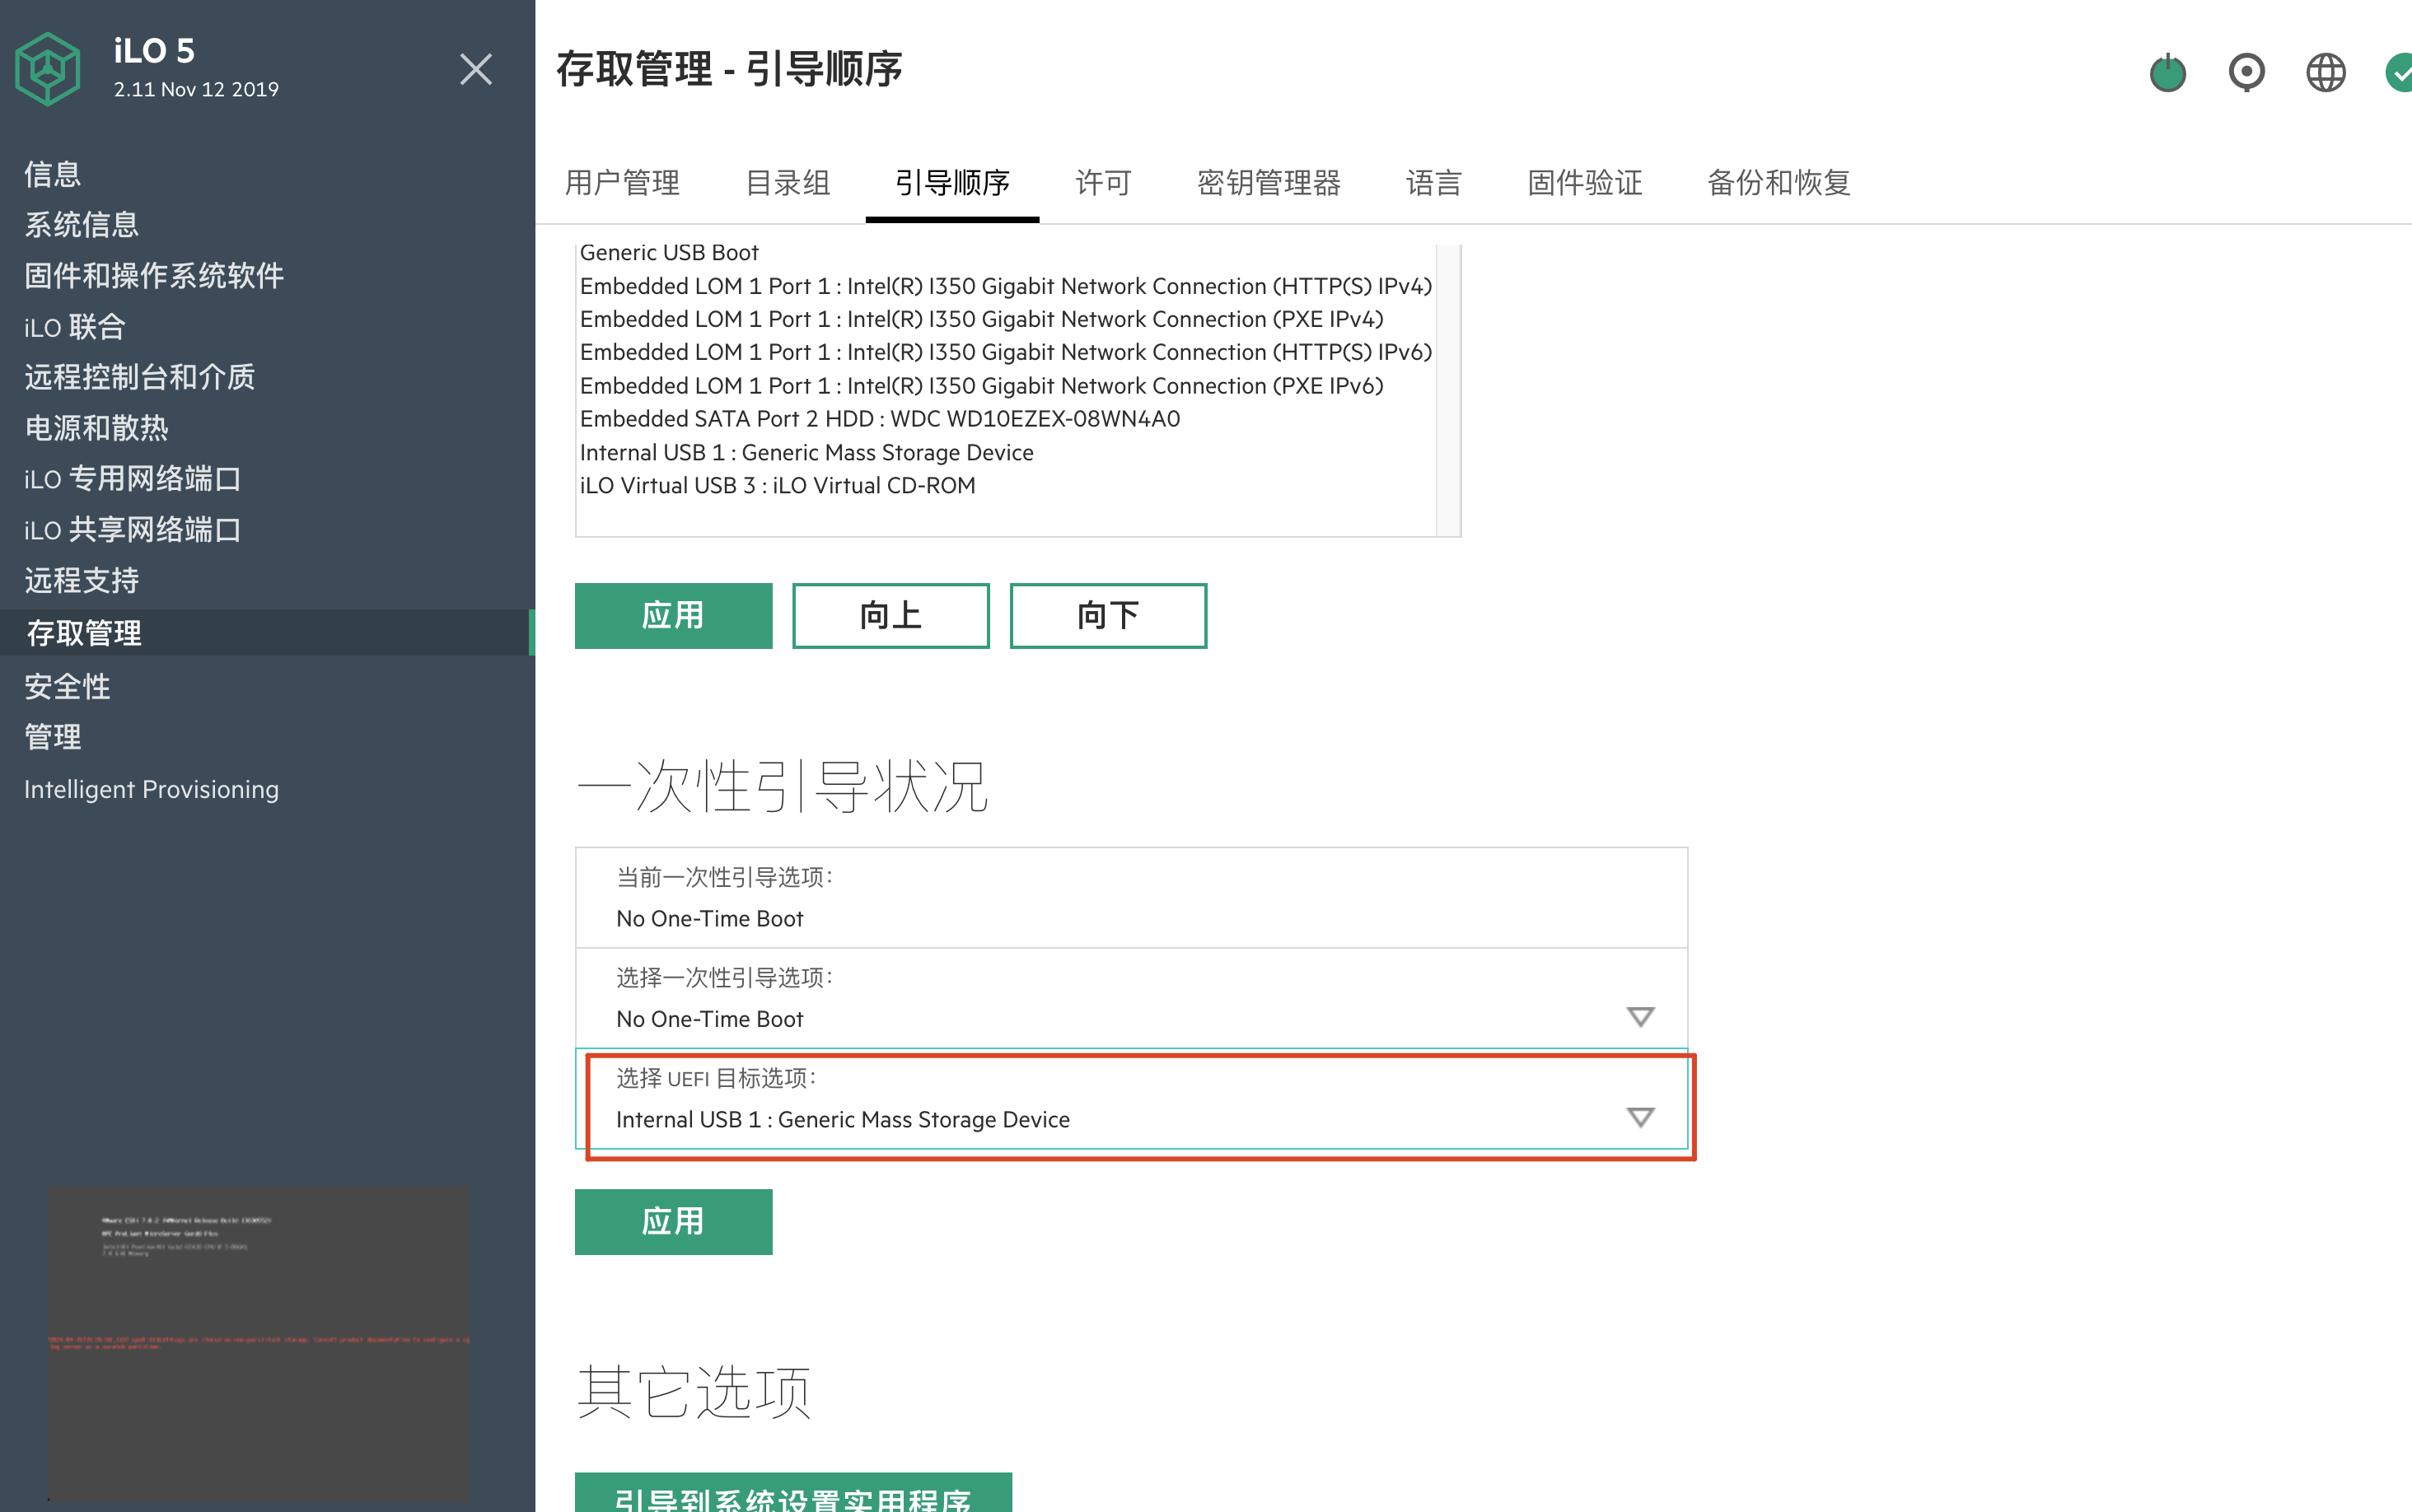 iLO 5
2.11 Nov 12 2019
信息
系统信息
固件和操作系统软件
iLO 联合
远程控制台和介质
电源和散热
iLO 专用网络端口
iLO 共享网络端口
远程支持
存取管理
安全性
管理
Intelligent Provisioning
存取管理 - 引导顺序
用户管理 目录组 引导顺序 许可 密钥管理器 语言 固件验证 备份和恢复
Generic USB Boot
Embedded LOM 1 Port 1 : Intel(R) I350 Gigabit Network Connection (HTTP(S) IPv4)
Embedded LOM 1 Port 1 : Intel(R) I350 Gigabit Network Connection (PXE IPv4)
Embedded LOM 1 Port 1 : Intel(R) I350 Gigabit Network Connection (HTTP(S) IPv6)
Embedded LOM 1 Port 1 : Intel(R) I350 Gigabit Network Connection (PXE IPv6)
Embedded SATA Port 2 HDD : WDC WD10EZEX-08WN4A0
Internal USB 1 : Generic Mass Storage Device
iLO Virtual USB 3 : iLO Virtual CD-ROM
应用 向上 向下
一次性引导状况
当前一次性引导选项:
No One-Time Boot
选择一次性引导选项:
No One-Time Boot
选择 UEFI 目标选项:
Internal USB 1 : Generic Mass Storage Device
应用
其它选项
引导到系统设置实用程序